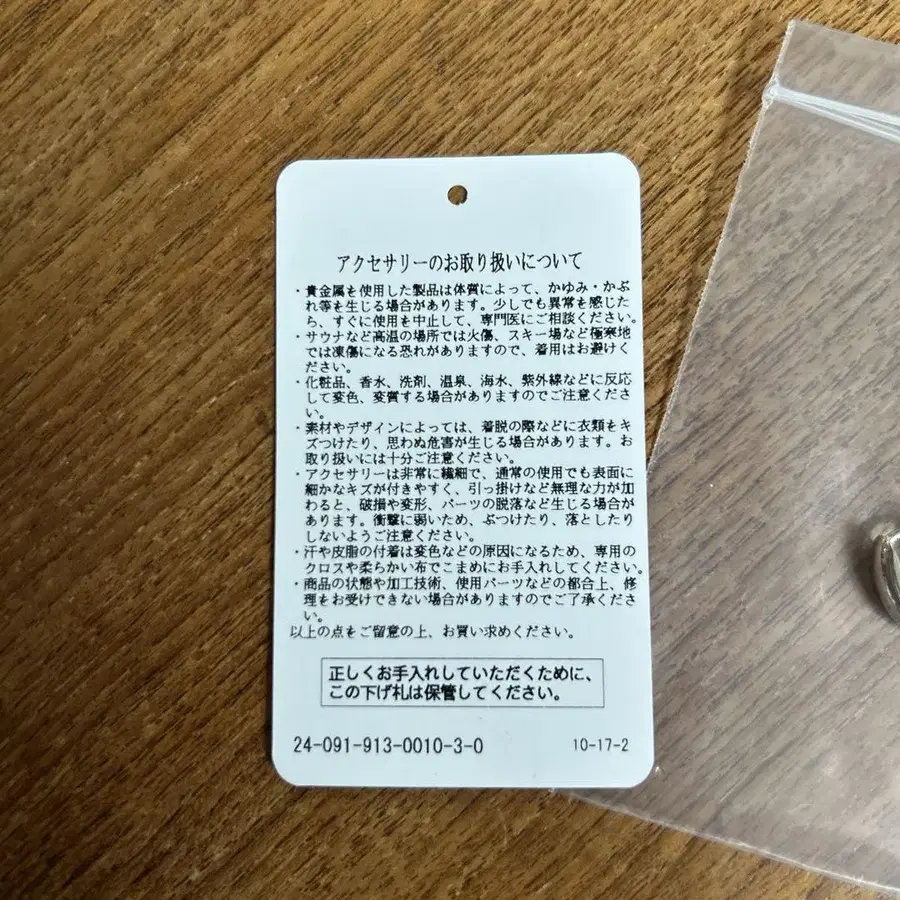 アクセサリーのお取り扱いについて
・貴金属を使用した製品は体質によって、かゆみ・かぶ
れ等を生じる場合があります。少しでも異常を感じた
ら、すぐに使用を中止して、専門医にご相談ください。
・サウナなど高温の場所では火傷、スキー場など極寒地
では凍傷になる恐れがありますので、着用はお避けく
ださい。
・化粧品、香水、洗剤、温泉、海水、紫外線などに反応
して変色、変質する場合がありますのでご注意くださ
い。
・素材やデザインによっては、着脱の際などに衣類をキ
ズつけたり、思わぬ危害が生じる場合があります。お
取り扱いには十分ご注意ください。
・アクセサリーは非常に繊細で、通常の使用でも表面に
細かなキズが付きやすく、引っ掛けなど無理な力が加
わると、破損や変形、パーツの脱落など生じる場合が
あります。衝撃に弱いため、ぶつけたり、落としたり
しないようご注意ください。
・汗や皮脂の付着は変色などの原因になるため、専用の
クロスや柔らかい布でこまめにお手入れしてください。
・商品の状態や加工技術、使用パーツなどの都合上、修
理をお受けできない場合がありますのでご了承くださ
い。
以上の点をご留意の上、お買い求めください。
正しくお手入れしていただくために、
この下げ札は保管してください。
24-091-913-0010-3-0 10-17-2